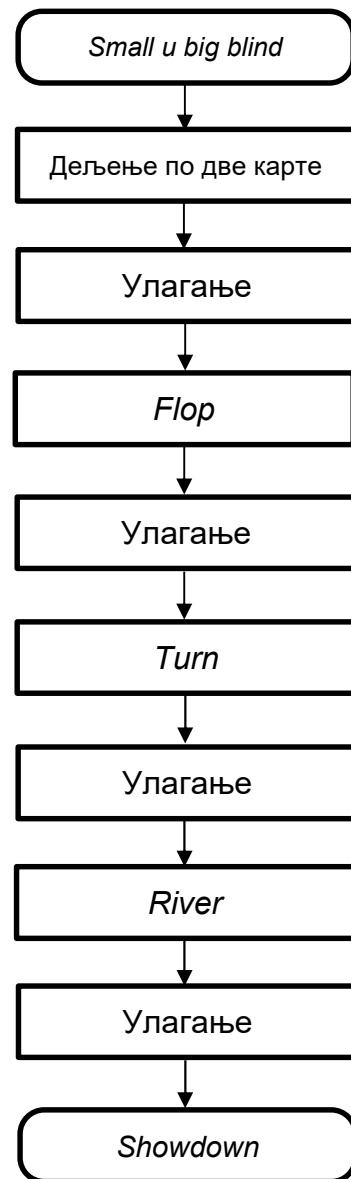 Small u big blind
Дељење по две карте
Улагање
Flop
Улагање
Turn
Улагање
River
Улагање
Showdown